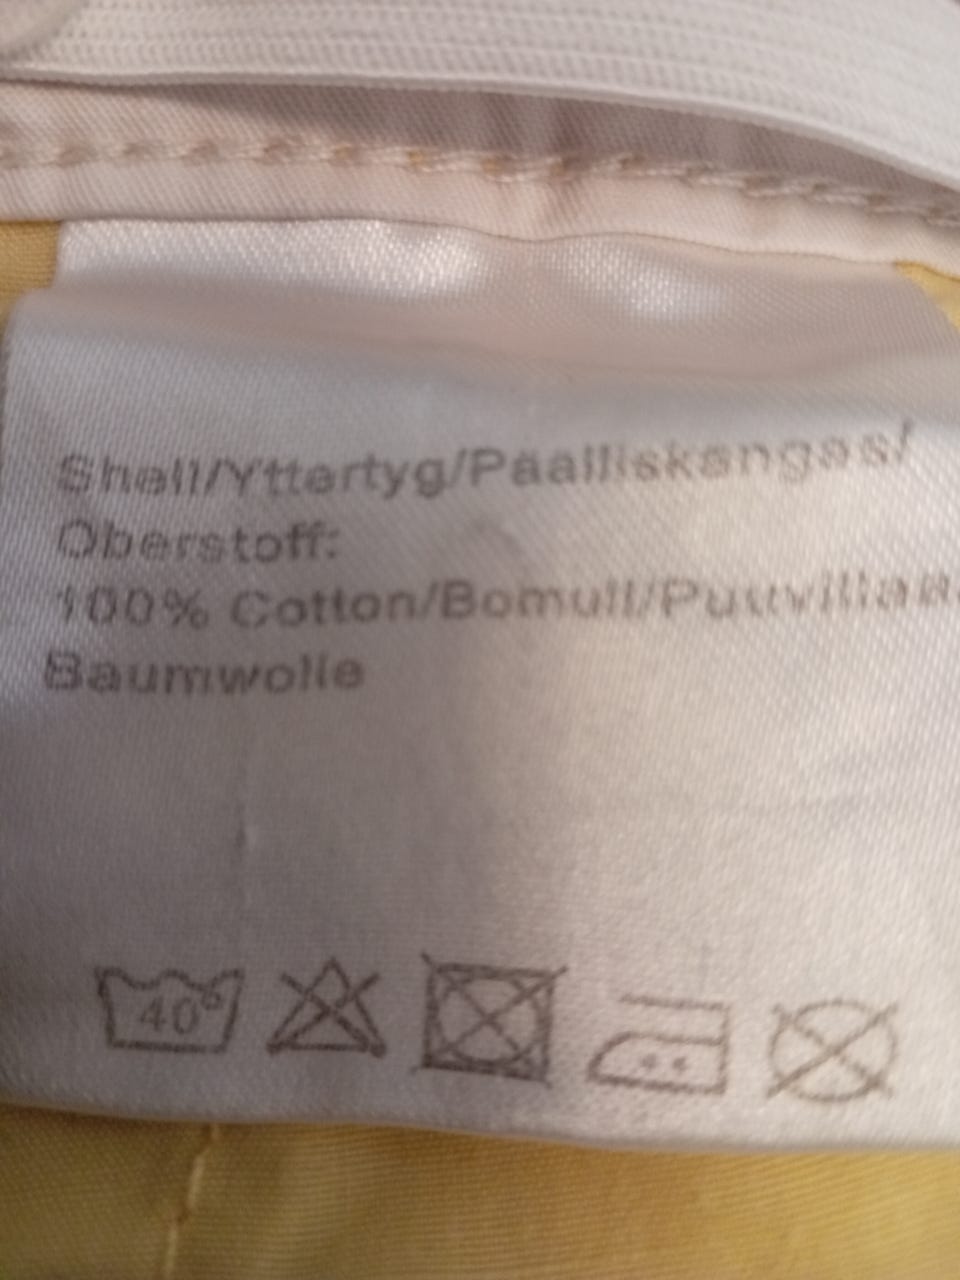 Shell/Yttertyg/Päälliskangas/
Oberstoff:
100% Cotton/Bomull/Puuvillaa/
Baumwolle
40°